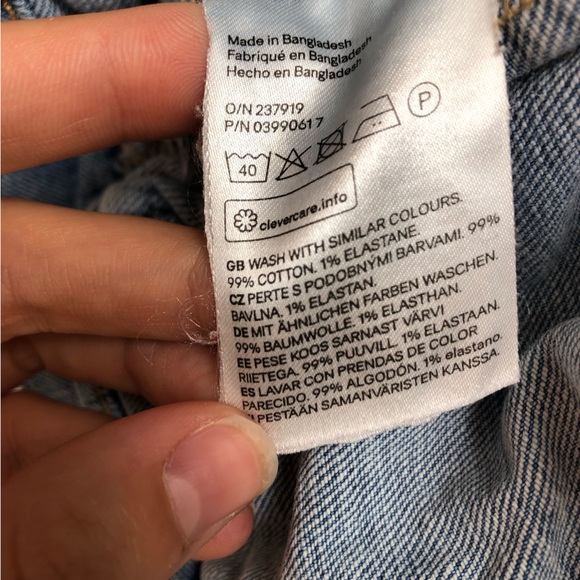 Made in Bangladesh
Fabriqué en Bangladesh
Hecho en Bangladesh
O/N 237919
P/N 03990617
40
P
clevercare.info
GB WASH WITH SIMILAR COLOURS.
99% COTTON. 1% ELASTANE.
CZ PERTE S PODOBNÝMI BARVAMI. 99%
BAVLNA. 1% ELASTAN.
DE MIT ÄHNLICHEN FARBEN WASCHEN.
99% BAUMWOLLE. 1% ELASTHAN.
EE PESE KOOS SARNAST VÄRVI
RIIETEGA. 99% PUUVILL. 1% ELASTAAN.
ES LAVAR CON PRENDAS DE COLOR
PARECIDO. 99% ALGODÓN. 1% elastano.
PESTÄÄN SAMANVÄRISTEN KANSSA.